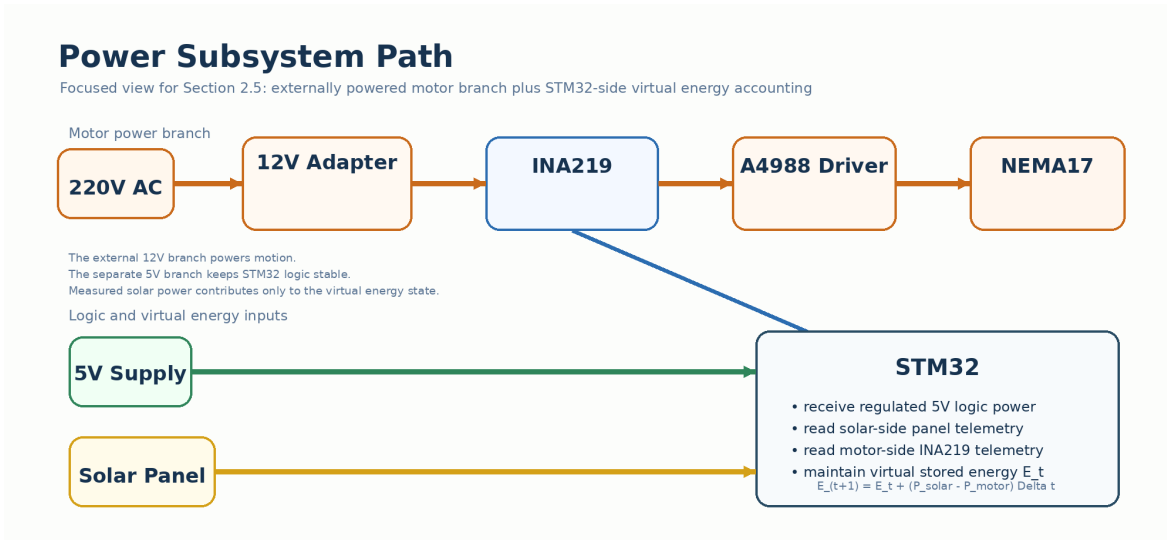 Power Subsystem Path
Focused view for Section 2.5: externally powered motor branch plus STM32-side virtual energy accounting
Motor power branch
220V AC
12V Adapter
INA219
A4988 Driver
NEMA17
The external 12V branch powers motion.
The separate 5V branch keeps STM32 logic stable.
Measured solar power contributes only to the virtual energy state.
Logic and virtual energy inputs
5V Supply
Solar Panel
STM32
• receive regulated 5V logic power
• read solar-side panel telemetry
• read motor-side INA219 telemetry
• maintain virtual stored energy E_t
E_(t+1) = E_t + (P_solar - P_motor) Delta t